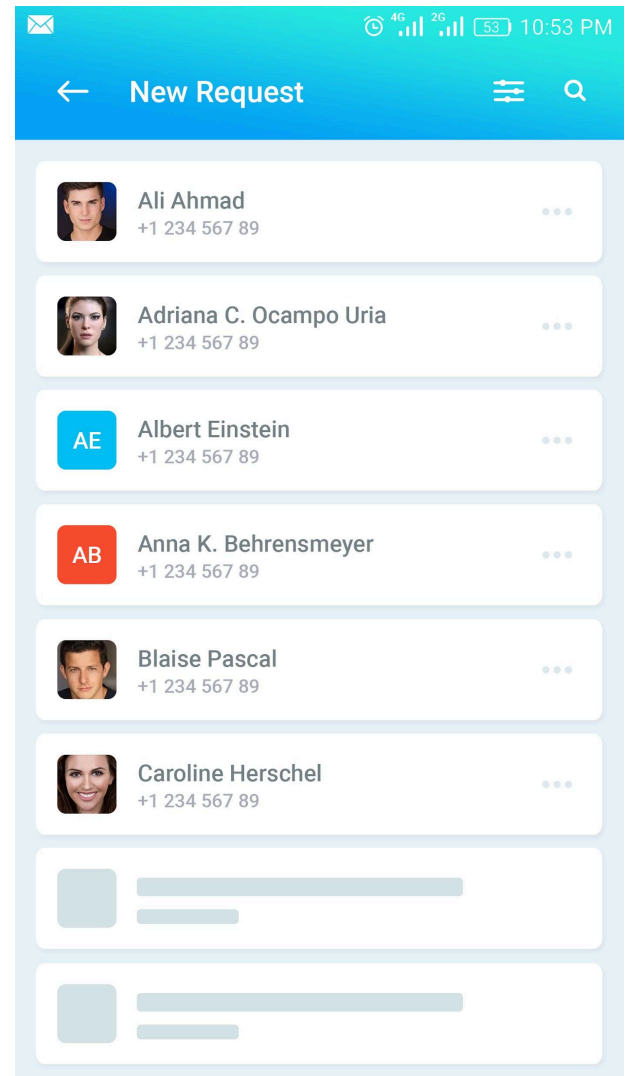 4G 2G 53 10:53 PM
New Request
Ali Ahmad
+1 234 567 89
Adriana C. Ocampo Uria
+1 234 567 89
AE
Albert Einstein
+1 234 567 89
AB
Anna K. Behrensmeyer
+1 234 567 89
Blaise Pascal
+1 234 567 89
Caroline Herschel
+1 234 567 89